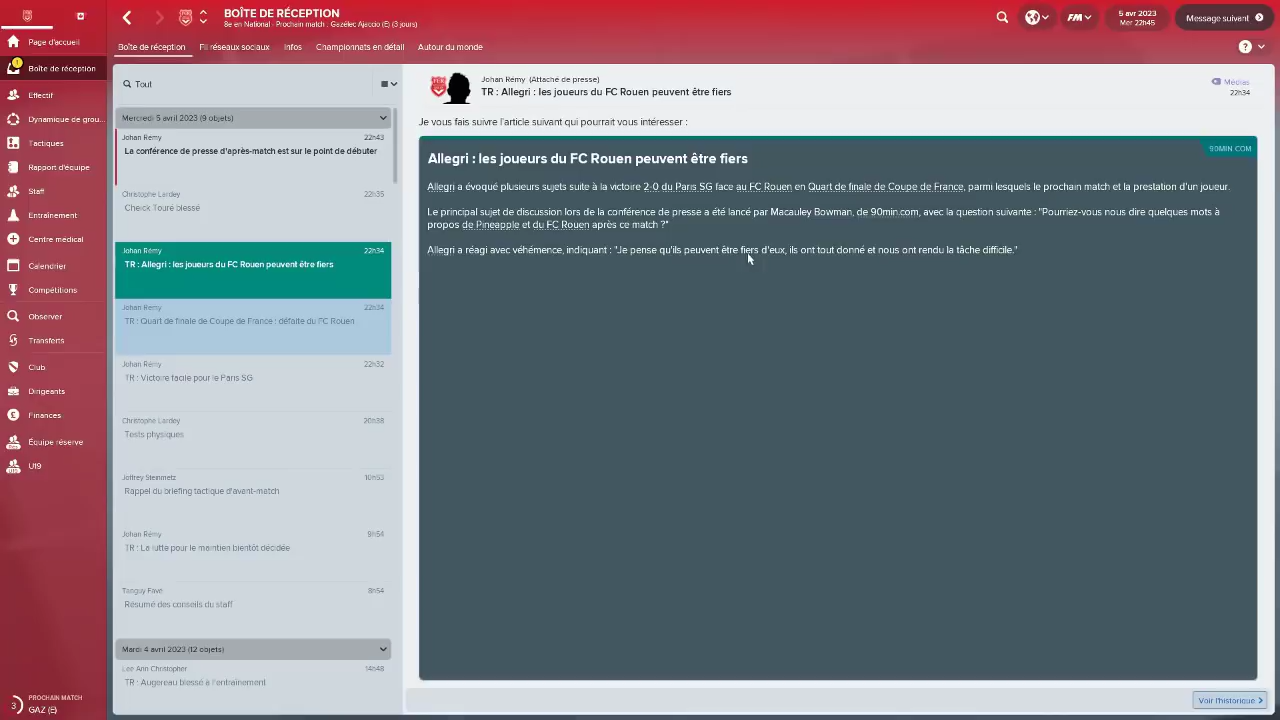 BOÎTE DE RÉCEPTION
8e en National - Prochain match : Gazélec Ajaccio (E) (3 jours)
FM
5 avr 2023
Mer 22h45
Message suivant
Boîte de réception
Fil réseaux sociaux
Infos
Championnats en détail
Autour du monde
?
Page d'accueil
1
Boîte de réception
Effectif
Dynamique de grou...
Tactiques
Rapport d'équipe
Staff
Entraînement
Centre médical
Calendrier
Compétitions
Observer
Transferts
Club
Dirigeants
Finances
Équipe réserve
U19
3
PROCHAIN MATCH
GAZ (E)
Tout
Mercredi 5 avril 2023 (9 objets)
Johan Rémy
22h43
La conférence de presse d'après-match est sur le point de débuter
Christophe Lardey
22h35
Cheick Touré blessé
Johan Rémy
22h34
TR : Allegri : les joueurs du FC Rouen peuvent être fiers
Johan Rémy
22h34
TR : Quart de finale de Coupe de France : défaite du FC Rouen
Johan Rémy
22h32
TR : Victoire facile pour le Paris SG
Christophe Lardey
20h38
Tests physiques
Joffrey Steinmetz
10h53
Rappel du briefing tactique d'avant-match
Johan Rémy
9h54
TR : La lutte pour le maintien bientôt décidée
Tanguy Favé
8h54
Résumé des conseils du staff
Mardi 4 avril 2023 (12 objets)
Lee Ann Christopher
14h48
TR : Augereau blessé à l'entraînement
Johan Rémy (Attaché de presse)
TR : Allegri : les joueurs du FC Rouen peuvent être fiers
Médias
22h34
Je vous fais suivre l'article suivant qui pourrait vous intéresser :
90MIN.COM
Allegri : les joueurs du FC Rouen peuvent être fiers
Allegri a évoqué plusieurs sujets suite à la victoire 2-0 du Paris SG face au FC Rouen en Quart de finale de Coupe de France, parmi lesquels le prochain match et la prestation d'un joueur.
Le principal sujet de discussion lors de la conférence de presse a été lancé par Macauley Bowman, de 90min.com, avec la question suivante : "Pourriez-vous nous dire quelques mots à
propos de Pineapple et du FC Rouen après ce match ?"
Allegri a réagi avec véhémence, indiquant : "Je pense qu'ils peuvent être fiers d'eux, ils ont tout donné et nous ont rendu la tâche difficile."
Voir l'historique